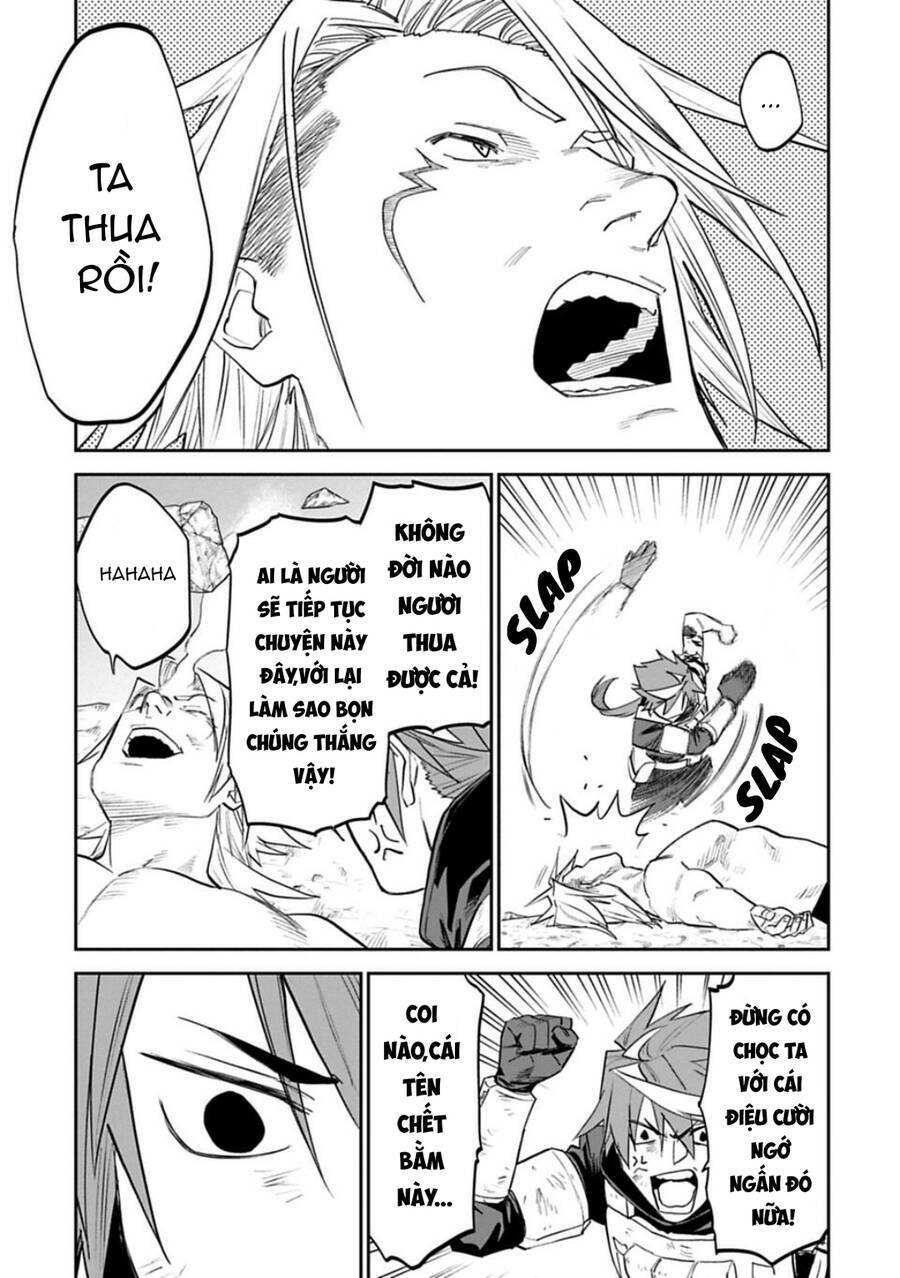 ...
TA
THUA
RỒI!
SLAP
SLAP
KHÔNG
ĐỜI NÀO
NGƯƠI
THUA
ĐƯỢC CẢ!
AI LÀ NGƯỜI
SẼ TIẾP TỤC
CHUYỆN NÀY
ĐÂY,VỚI LẠI
LÀM SAO BỌN
CHÚNG THẮNG
VẬY!
HAHAHA
ĐỪNG CÓ
CHỌC TA
VỚI CÁI
ĐIỆU CƯỜI
NGỚ
NGẨN ĐÓ
NỮA!
COI
NÀO,CÁI
TÊN
CHẾT
BẰM
NÀY...